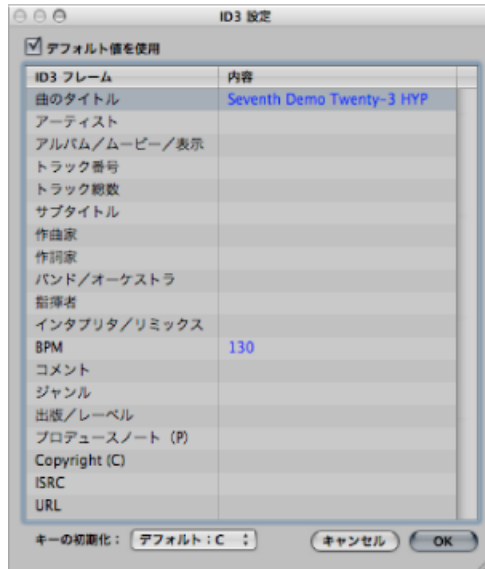 ID3 設定
デフォルト値を使用
ID3 フレーム 内容
曲のタイトル Seventh Demo Twenty-3 HYP
アーティスト
アルバム/ムービー/表示
トラック番号
トラック総数
サブタイトル
作曲家
作詞家
バンド/オーケストラ
指揮者
インタプリタ/リミックス
BPM 130
コメント
ジャンル
出版/レーベル
プロデュースノート (P)
Copyright (C)
ISRC
URL
キーの初期化: デフォルト:C キャンセル OK